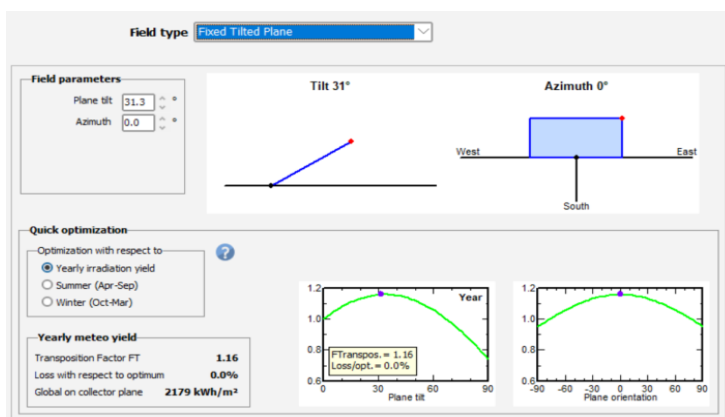 Field type Fixed Tilted Plane
Field parameters
Plane tilt 31.3 °
Azimuth 0.0 °
Tilt 31°
Azimuth 0°
West
East
South
Quick optimization
Optimization with respect to
Yearly irradiation yield
Summer (Apr-Sep)
Winter (Oct-Mar)
?
Yearly meteo yield
Transposition Factor FT 1.16
Loss with respect to optimum 0.0%
Global on collector plane 2179 kWh/m²
1.2
1.0
0.8
0.6
Year
FTranspos.= 1.16
Loss/opt.= 0.0%
0 30 60 90
Plane tilt
1.2
1.0
0.8
0.6
-90 -60 -30 0 30 60 90
Plane orientation